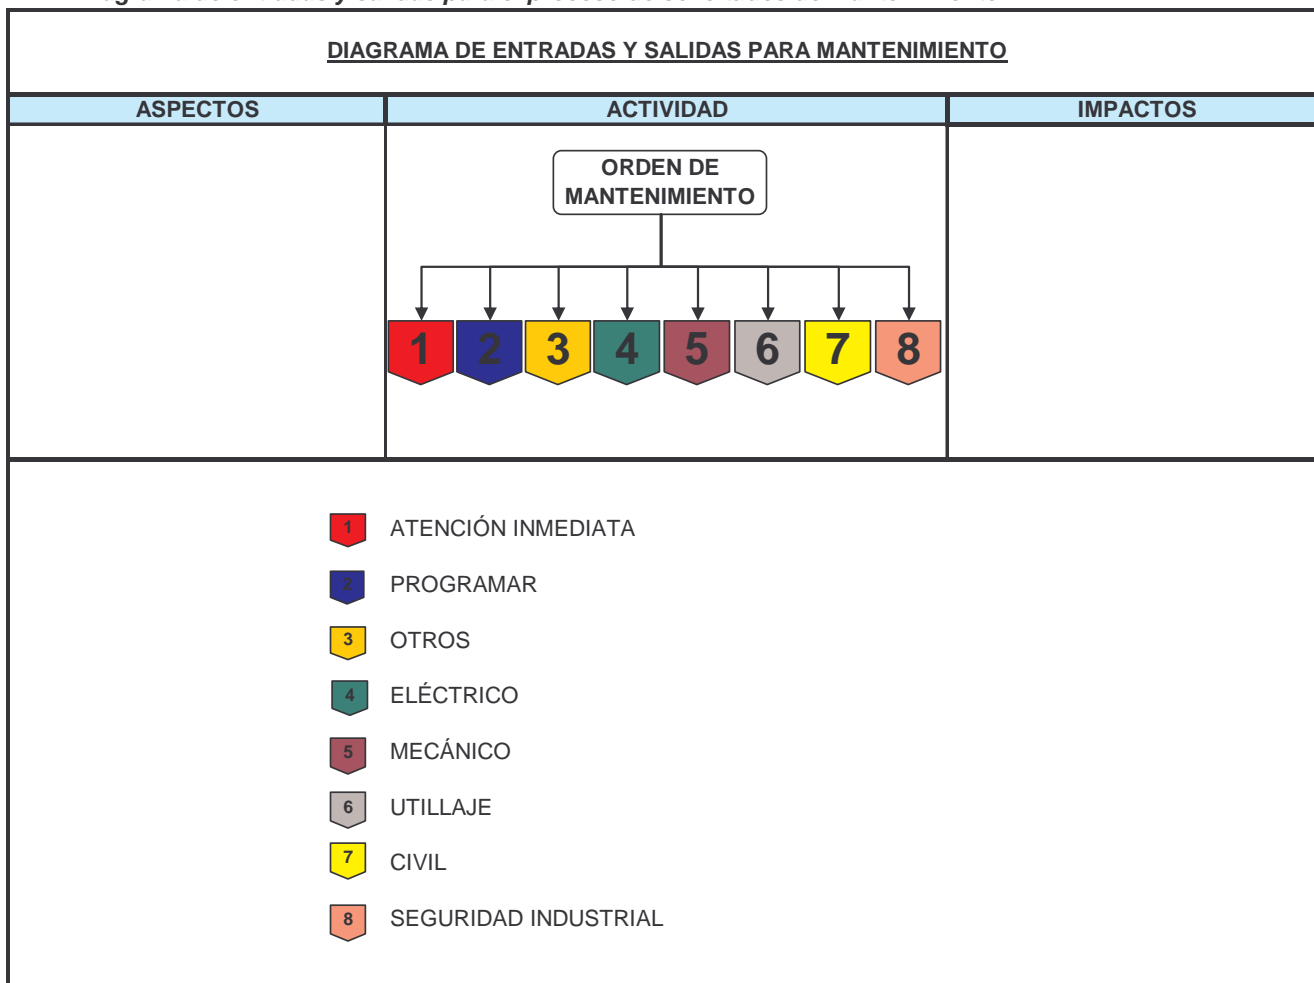 DIAGRAMA DE ENTRADAS Y SALIDAS PARA MANTENIMIENTO
ASPECTOS ACTIVIDAD IMPACTOS
ORDEN DE
MANTENIMIENTO
1 2 3 4 5 6 7 8
1 ATENCIÓN INMEDIATA
2 PROGRAMAR
3 OTROS
4 ELÉCTRICO
5 MECÁNICO
6 UTILLAJE
7 CIVIL
8 SEGURIDAD INDUSTRIAL